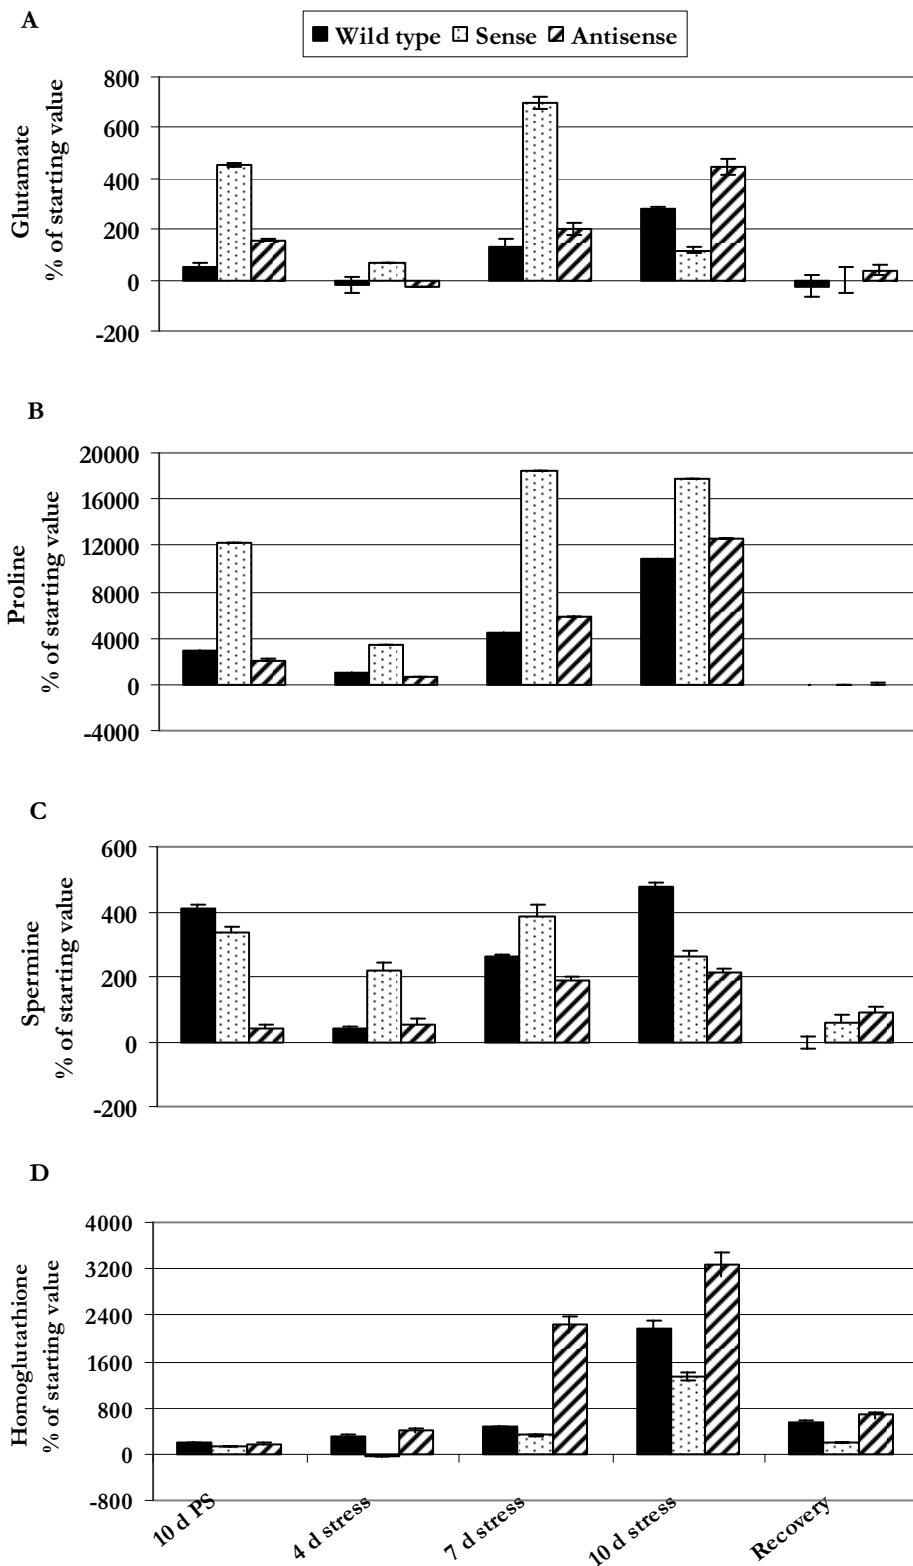 A
Wild type Sense Antisense
Glutamate
% of starting value
800
600
400
200
0
-200
B
Proline
% of starting value
20000
16000
12000
8000
4000
0
-4000
C
Spermine
% of starting value
600
400
200
0
-200
D
Homoglutathione
% of starting value
4000
3200
2400
1600
800
0
-800
10 d PS
4 d stress
7 d stress
10 d stress
Recovery